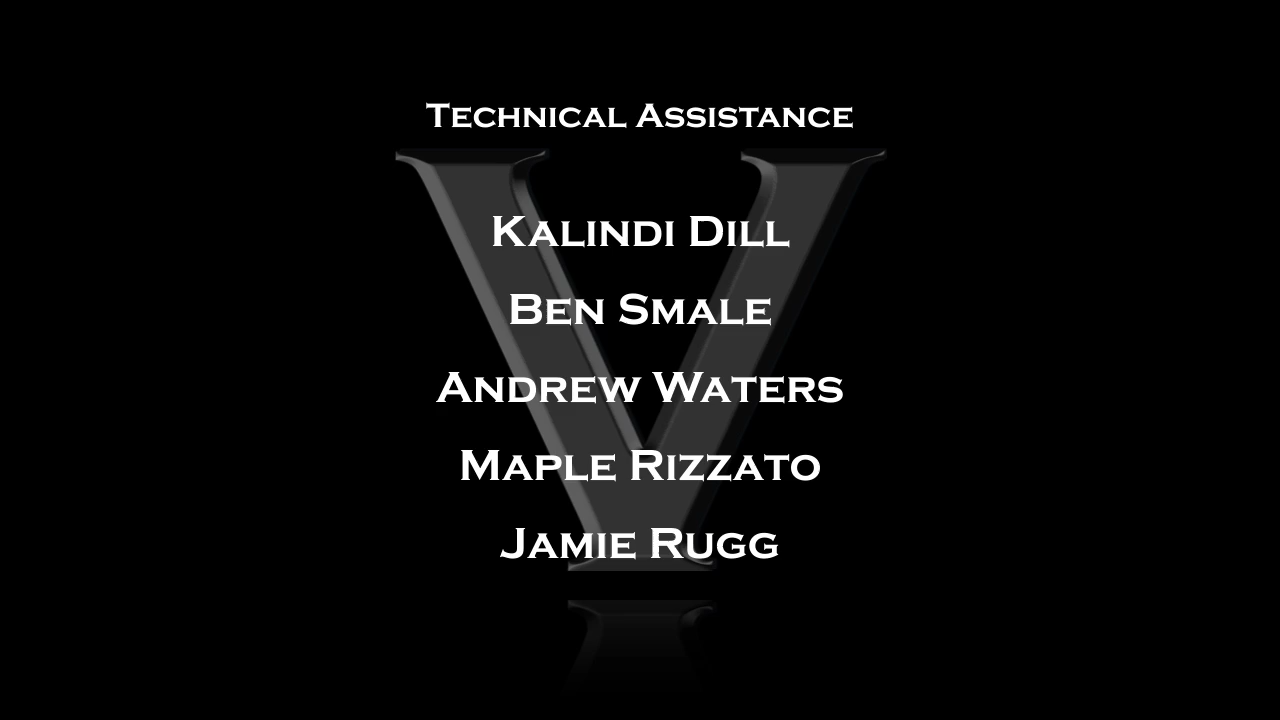 Technical Assistance
V
Kalindi Dill
Ben Smale
Andrew Waters
Maple Rizzato
Jamie Rugg